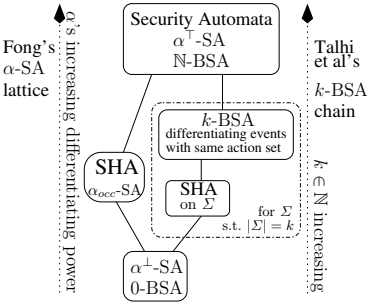 Security Automata
α⊤-SA
ℕ-BSA
Fong's
α-SA
lattice
α's increasing differentiating power
Talhi
et al's
k-BSA
chain
k ∈ ℕ increasing
k-BSA
differentiating events
with same action set
SHA
α_occ-SA
SHA
on Σ
for Σ
s.t. |Σ| = k
α⊥-SA
0-BSA